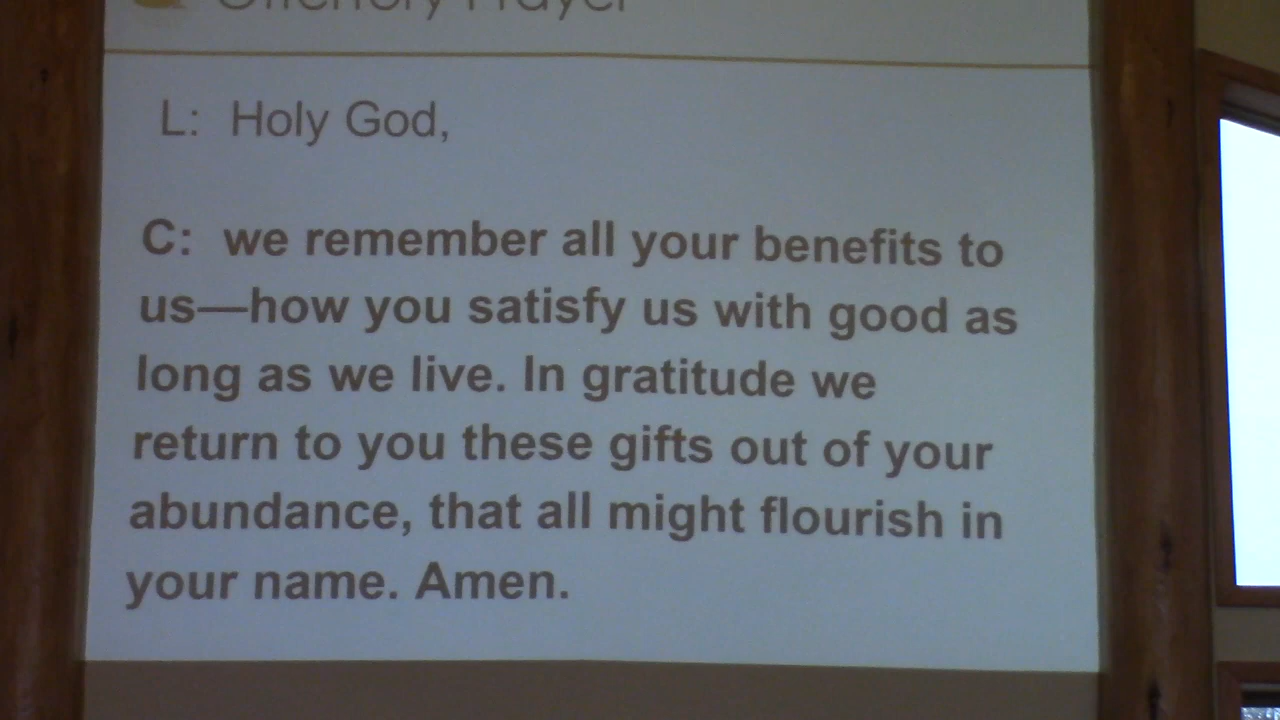 Offertory Prayer
L: Holy God,
C: we remember all your benefits to
us—how you satisfy us with good as
long as we live. In gratitude we
return to you these gifts out of your
abundance, that all might flourish in
your name. Amen.